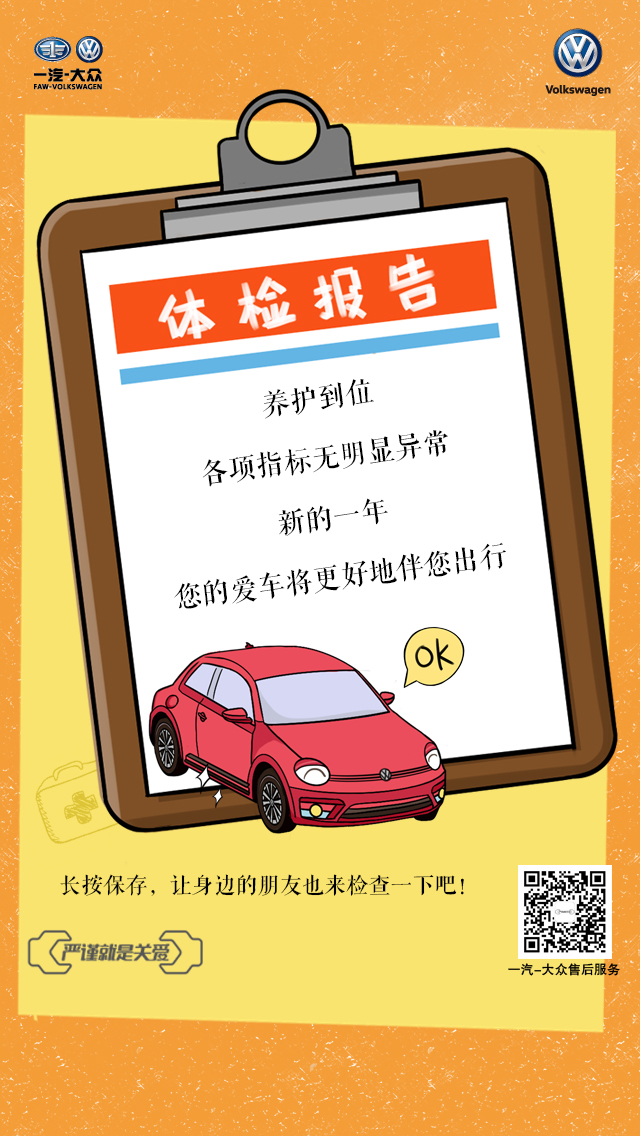 一汽-大众
FAW-VOLKSWAGEN
Volkswagen
体检报告
养护到位
各项指标无明显异常
新的一年
您的爱车将更好地伴您出行
OK
长按保存，让身边的朋友也来检查一下吧！
严谨就是关爱
一汽-大众售后服务